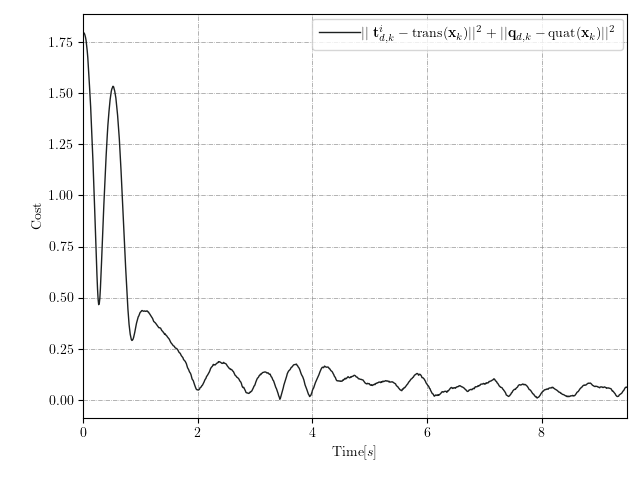 || t^i_{d,k} − trans(x_k)||² + ||q_{d,k} − quat(x_k)||²
1.75
1.50
1.25
1.00
0.75
0.50
0.25
0.00
Cost
0 2 4 6 8
Time[s]